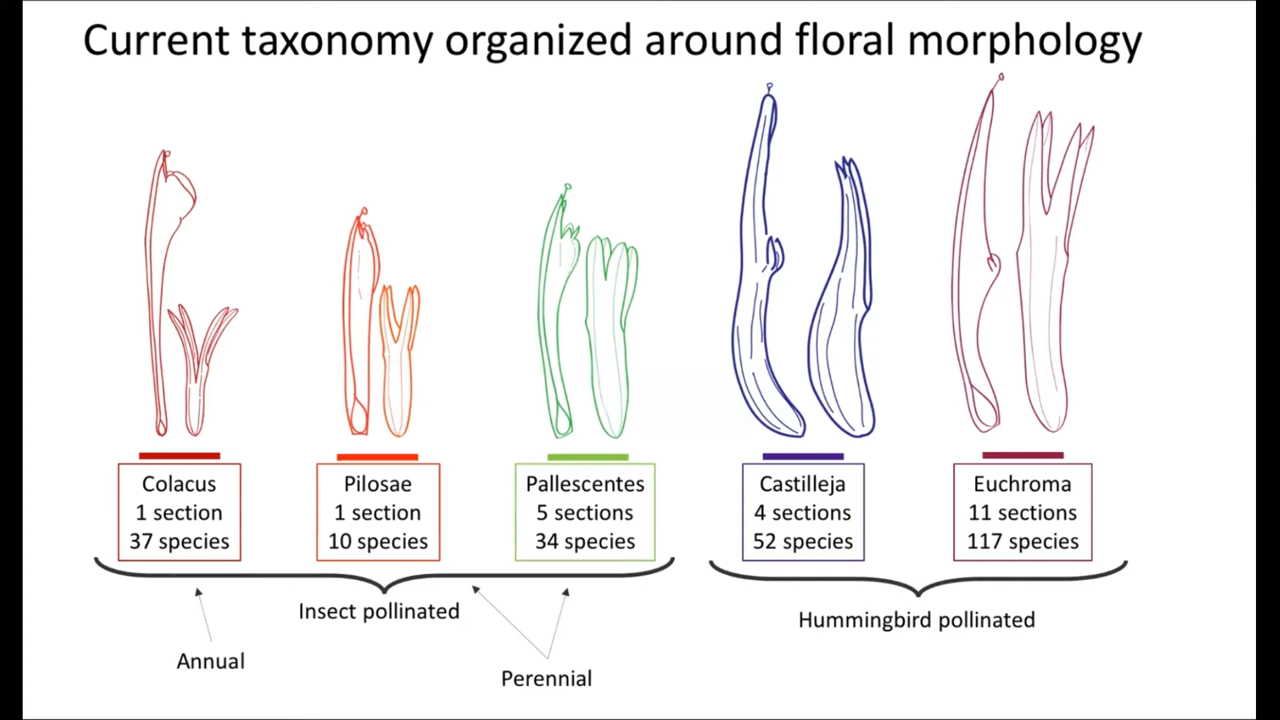 Current taxonomy organized around floral morphology
Colacus
1 section
37 species
Pilosae
1 section
10 species
Pallescentes
5 sections
34 species
Castilleja
4 sections
52 species
Euchroma
11 sections
117 species
Insect pollinated
Hummingbird pollinated
Annual
Perennial